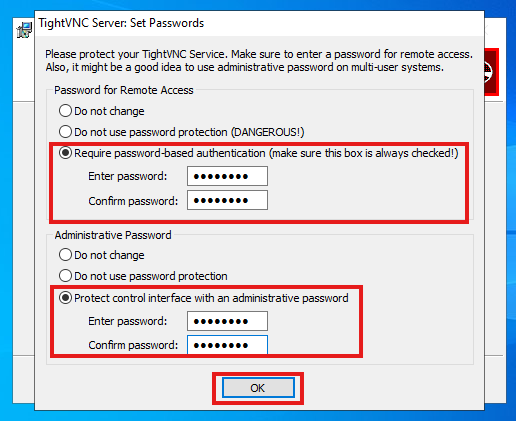 TightVNC Server: Set Passwords
Please protect your TightVNC Service. Make sure to enter a password for remote access.
Also, it might be a good idea to use administrative password on multi-user systems.
Password for Remote Access
Do not change
Do not use password protection (DANGEROUS!)
Require password-based authentication (make sure this box is always checked!)
Enter password: ●●●●●●●●
Confirm password: ●●●●●●●●
Administrative Password
Do not change
Do not use password protection
Protect control interface with an administrative password
Enter password: ●●●●●●●●
Confirm password: ●●●●●●●●
OK